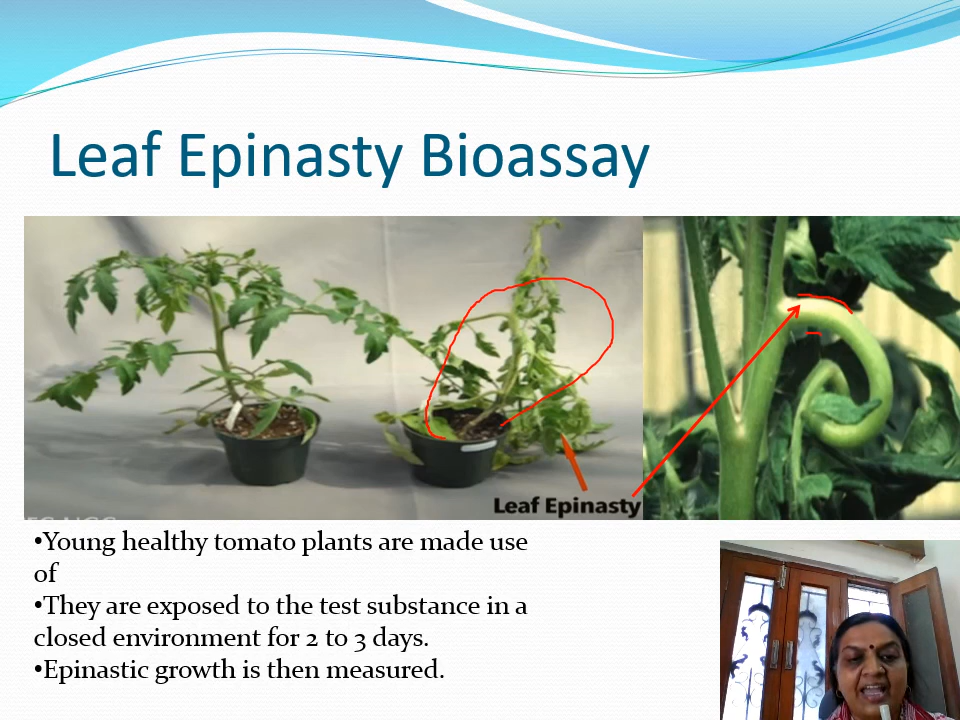 Leaf Epinasty Bioassay
Leaf Epinasty
•Young healthy tomato plants are made use
of
•They are exposed to the test substance in a
closed environment for 2 to 3 days.
•Epinastic growth is then measured.